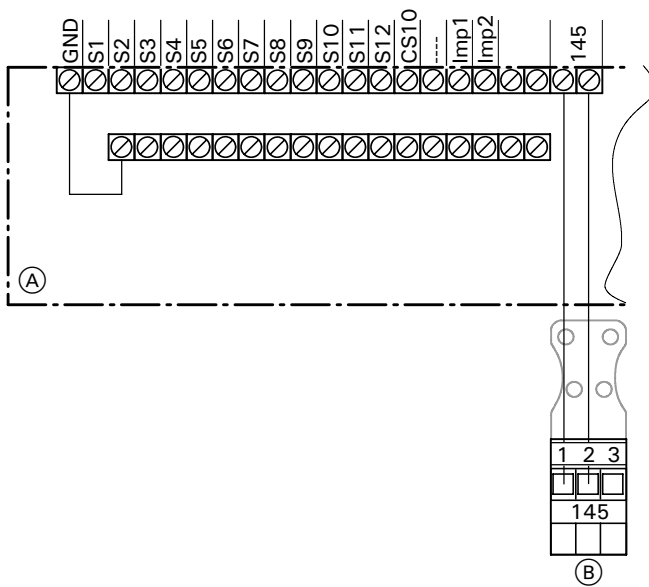 GND
S1
S2
S3
S4
S5
S6
S7
S8
S9
S10
S11
S12
CS10
----
Imp1
Imp2
145
A
1 2 3
145
B